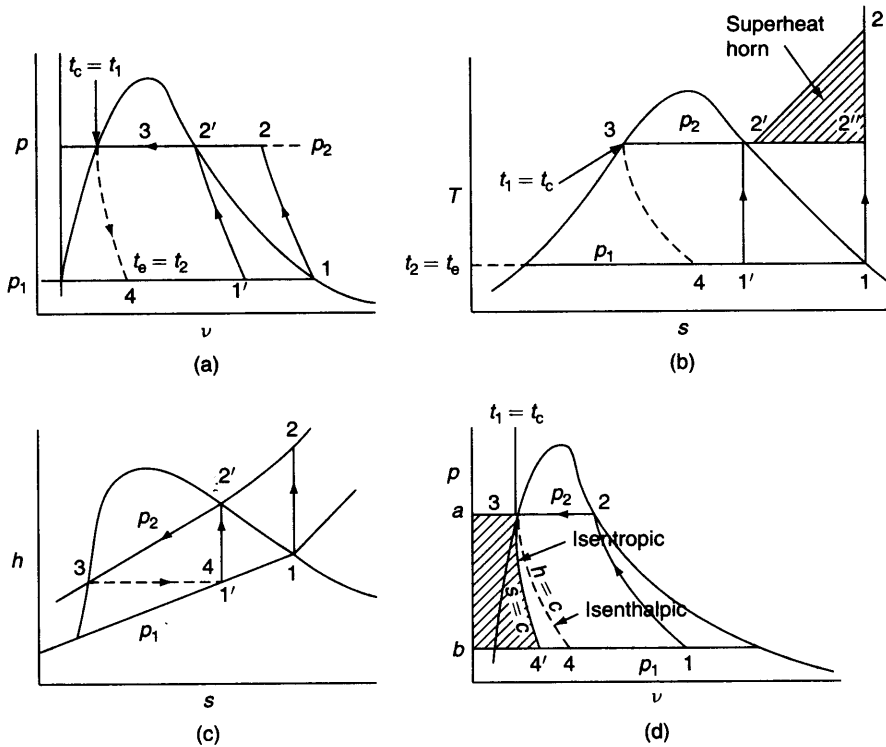 t_c = t_1
p
3
2′
2
p_2
t_e = t_2
1
p_1
4
1′
ν
(a)
Superheat
horn
2
3
p_2
2′
2″
t_1 = t_c
T
t_2 = t_e
p_1
4
1′
1
s
(b)
2
2′
p_2
h
3
4
1′
1
p_1
s
(c)
t_1 = t_c
p
a
3
p_2
2
Isentropic
h = c
s = c
Isenthalpic
b
4′
4
p_1
1
ν
(d)